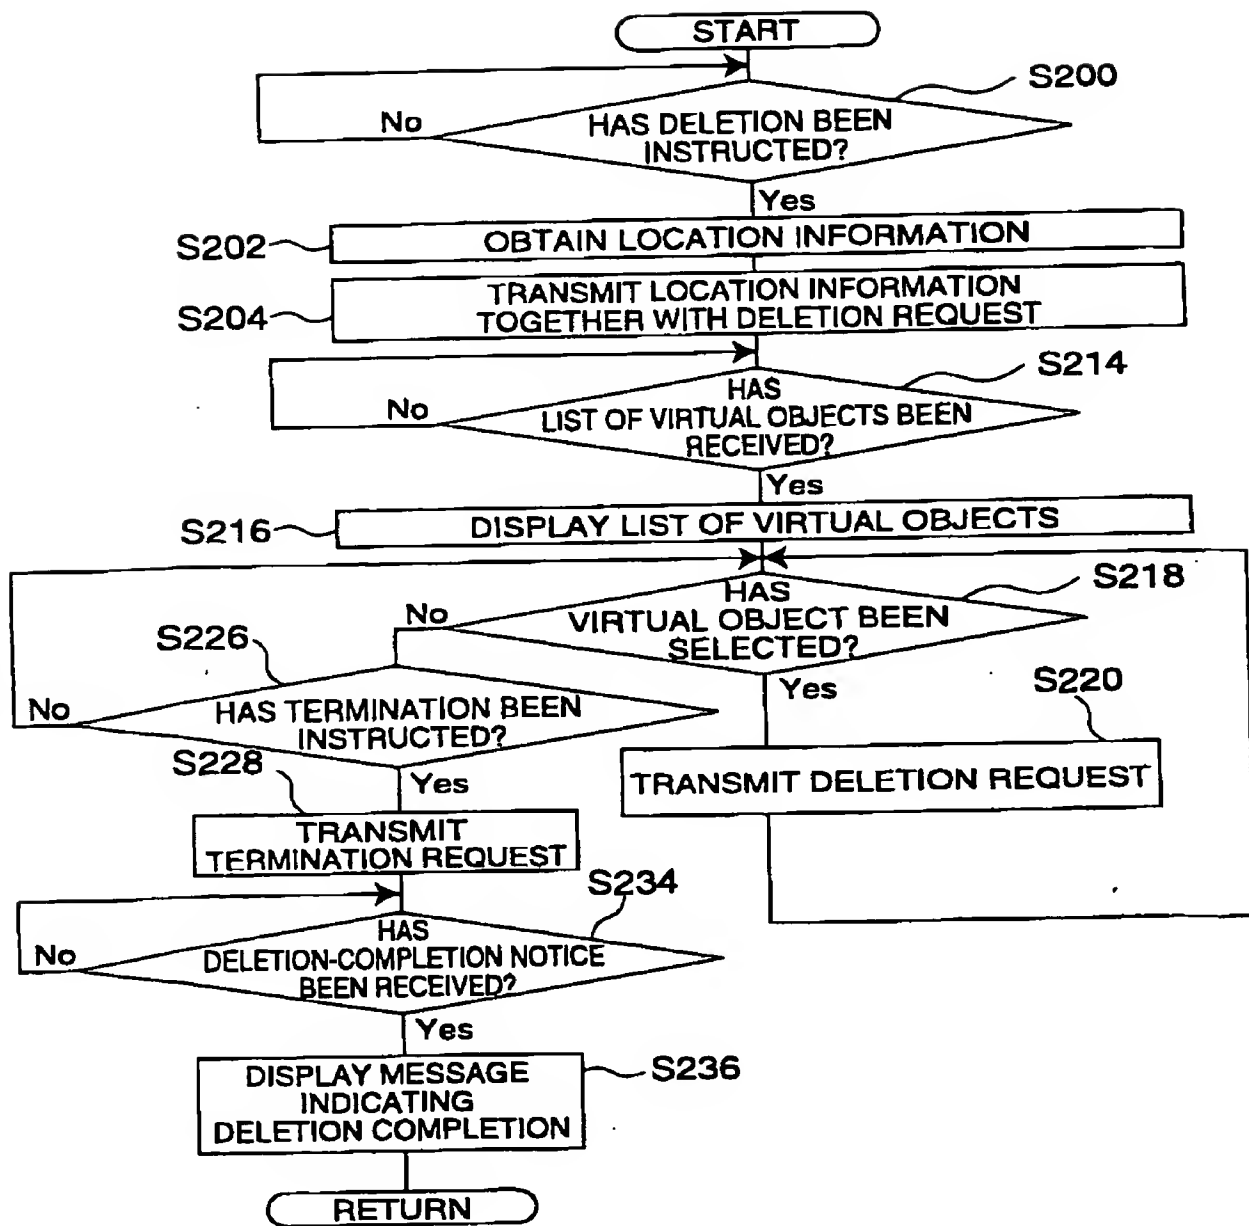 START
S200
No
HAS DELETION BEEN
INSTRUCTED?
Yes
S202
OBTAIN LOCATION INFORMATION
S204
TRANSMIT LOCATION INFORMATION
TOGETHER WITH DELETION REQUEST
S214
No
HAS
LIST OF VIRTUAL OBJECTS BEEN
RECEIVED?
Yes
S216
DISPLAY LIST OF VIRTUAL OBJECTS
S218
No
HAS
VIRTUAL OBJECT BEEN
SELECTED?
S226
Yes
S220
No
HAS TERMINATION BEEN
INSTRUCTED?
S228
Yes
TRANSMIT DELETION REQUEST
TRANSMIT
TERMINATION REQUEST
S234
No
HAS
DELETION-COMPLETION NOTICE
BEEN RECEIVED?
Yes
S236
DISPLAY MESSAGE
INDICATING
DELETION COMPLETION
RETURN